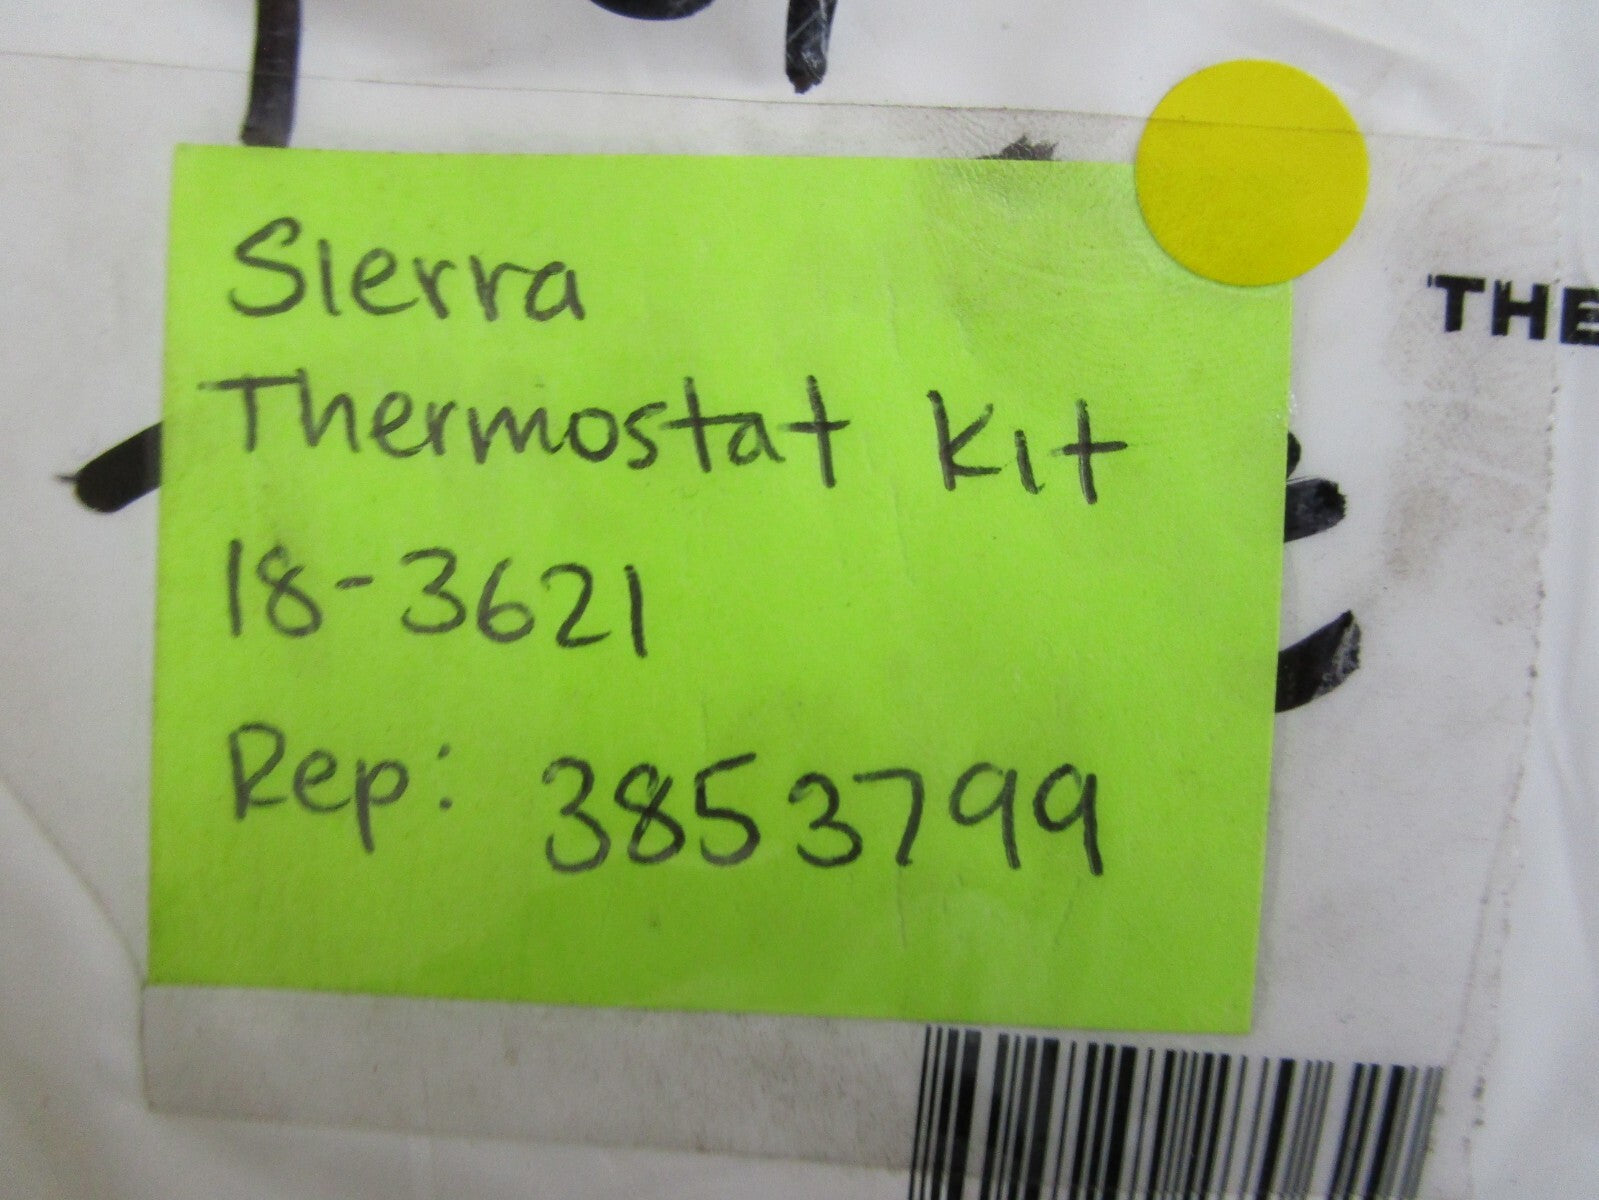 Sierra
Thermostat Kit
18-3621
Rep: 3853799
THE